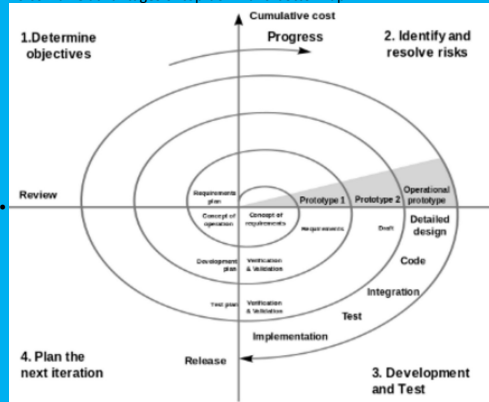 Cumulative cost
1.Determine
objectives
Progress
2. Identify and
resolve risks
Review
Requirements
plan
Prototype 1
Prototype 2
Operational
prototype
Concept of
operation
Concept of
requirements
Requirements
Draft
Detailed
design
Development
plan
Verification
& Validation
Code
Integration
Test plan
Verification
& Validation
Test
Implementation
4. Plan the
next iteration
Release
3. Development
and Test